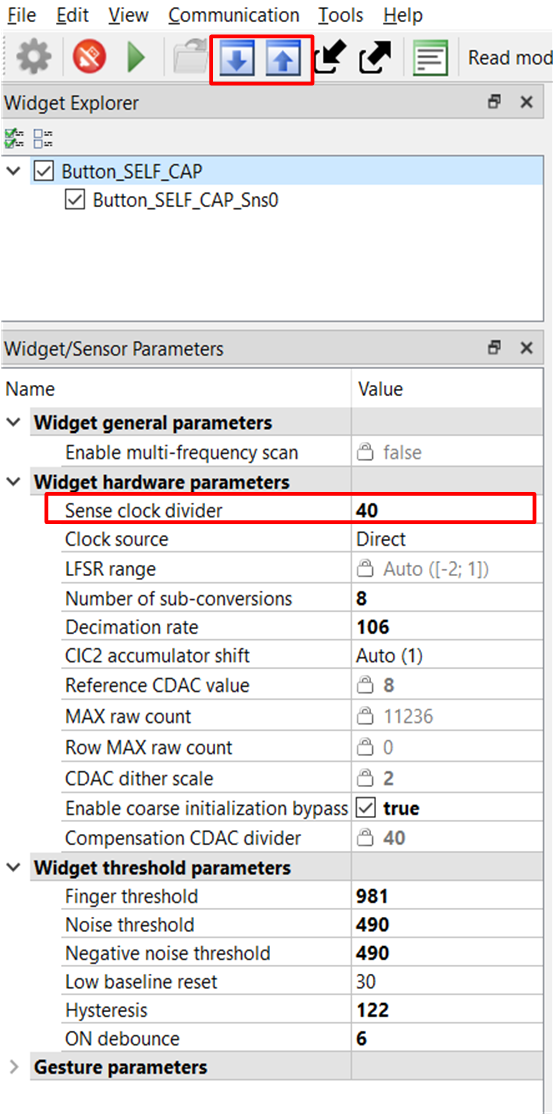 File Edit View Communication Tools Help
Read mod
Widget Explorer
Button_SELF_CAP
Button_SELF_CAP_Sns0
Widget/Sensor Parameters
Name Value
Widget general parameters
Enable multi-frequency scan false
Widget hardware parameters
Sense clock divider 40
Clock source Direct
LFSR range Auto ([-2; 1])
Number of sub-conversions 8
Decimation rate 106
CIC2 accumulator shift Auto (1)
Reference CDAC value 8
MAX raw count 11236
Row MAX raw count 0
CDAC dither scale 2
Enable coarse initialization bypass true
Compensation CDAC divider 40
Widget threshold parameters
Finger threshold 981
Noise threshold 490
Negative noise threshold 490
Low baseline reset 30
Hysteresis 122
ON debounce 6
Gesture parameters